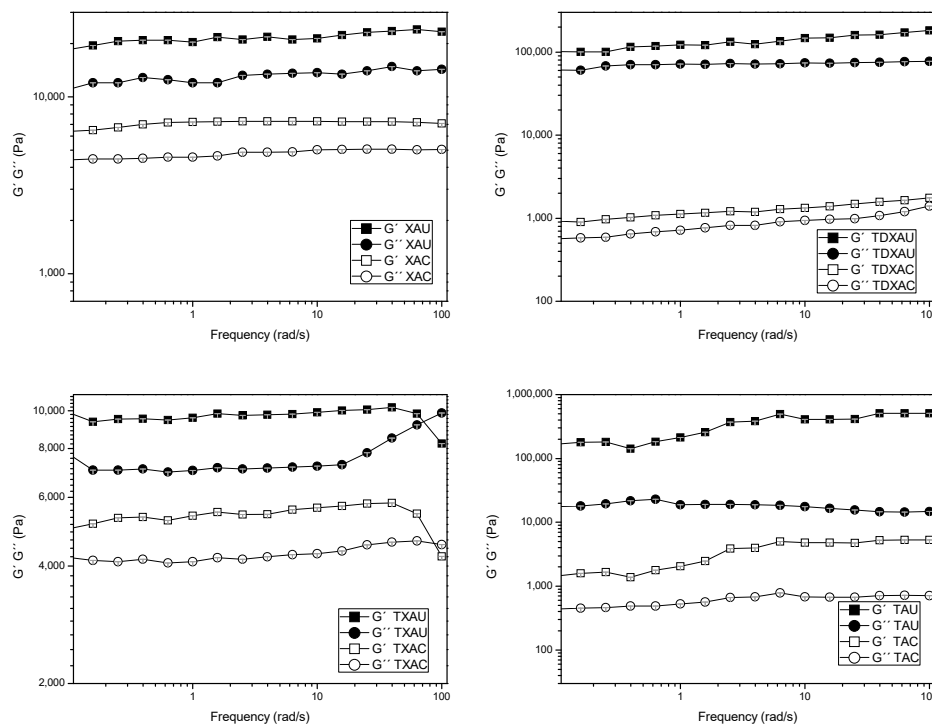 10,000
1,000
G´ G´´ (Pa)
G´ XAU
G´´ XAU
G´ XAC
G´´ XAC
1
10
100
Frequency (rad/s)
100,000
10,000
1,000
100
G´ G´´ (Pa)
G´ TDXAU
G´´ TDXAU
G´ TDXAC
G´´ TDXAC
1
10
10
Frequency (rad/s)
10,000
8,000
6,000
4,000
2,000
G´ G´´ (Pa)
G´ TXAU
G´´ TXAU
G´ TXAC
G´´ TXAC
1
10
100
Frequency (rad/s)
1,000,000
100,000
10,000
1,000
100
G´ G´´ (Pa)
G´ TAU
G´´ TAU
G´ TAC
G´´ TAC
1
10
10
Frequency (rad/s)